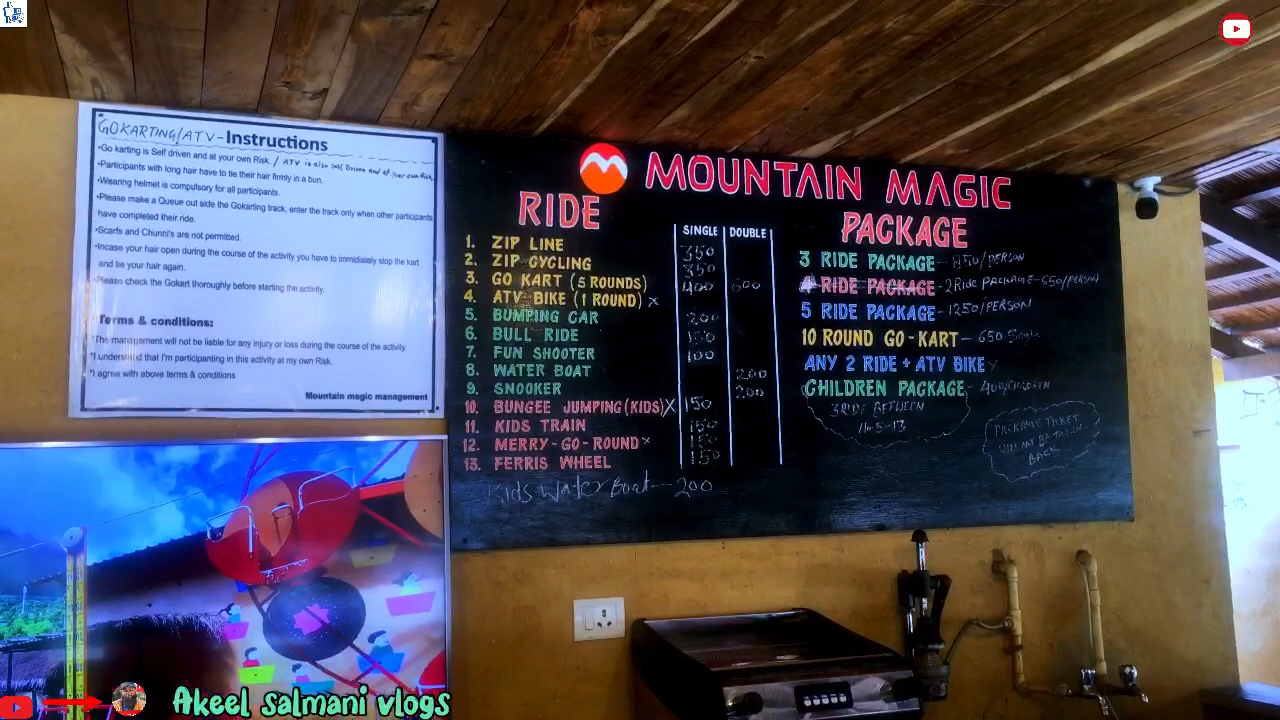 GOKARTING/ATV-Instructions
•Go karting is Self driven and at your own Risk. / ATV is also Self Driven and at Your own Risk
•Participants with long hair have to tie their hair firmly in a bun.
•Wearing helmet is compulsory for all participants.
•Please make a Queue out side the Gokarting track, enter the track only when other participants
have completed their ride.
•Scarfs and Chunni's are not permitted.
•Incase your hair open during the course of the activity you have to immidiately stop the kart
and tie your hair again.
•Please check the Gokart thoroughly before starting the activity.
Terms & conditions:
*The management will not be liable for any injury or loss during the course of the activity.
*I understand that I'm participating in this activity at my own Risk.
*I agree with above terms & conditions
Mountain magic management
MOUNTAIN MAGIC
RIDE
SINGLE DOUBLE
1. ZIP LINE 350
2. ZIP CYCLING 350
3. GO KART (5 ROUNDS) 400 600
4. ATV BIKE (1 ROUND) x
5. BUMPING CAR 200
6. BULL RIDE
7. FUN SHOOTER 100
8. WATER BOAT 200
9. SNOOKER 200
10. BUNGEE JUMPING (KIDS) X 150
11. KIDS TRAIN 150
12. MERRY-GO-ROUND x 150
13. FERRIS WHEEL 150
Kids Water Boat - 200
PACKAGE
3 RIDE PACKAGE - 850/PERSON
4 RIDE PACKAGE - 2 Ride PACKAGE - 650/PERSON
5 RIDE PACKAGE - 1250/PERSON
10 ROUND GO-KART - 650 Single
ANY 2 RIDE + ATV BIKE x
CHILDREN PACKAGE - 400/CHILDREN
3 RIDE BETWEEN
No 5-13
PACKAGE TICKET
WILL NOT BE TAKEN
BACK
Akeel salmani vlogs